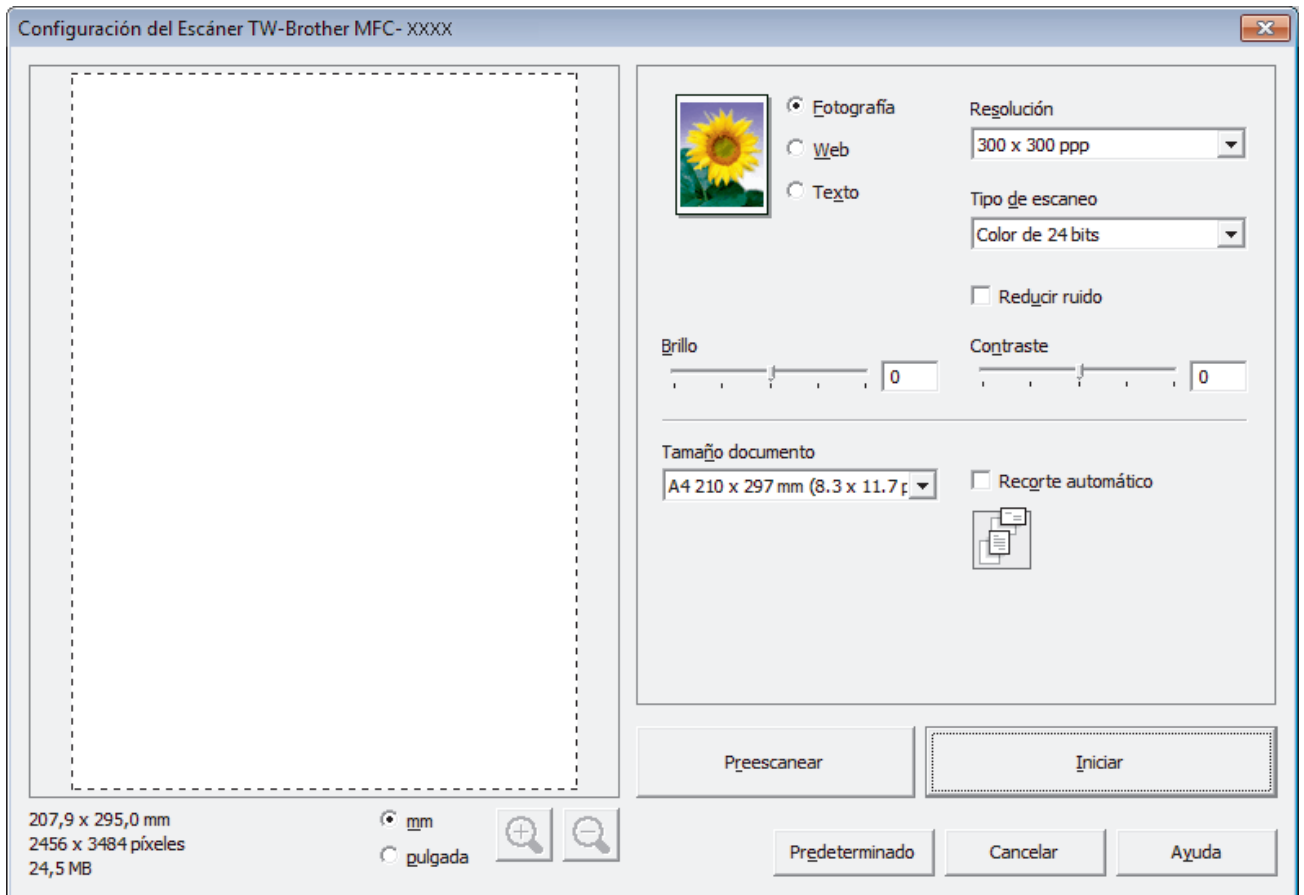 Configuración del Escáner TW-Brother MFC- XXXX
Fotografía
Web
Texto
Resolución
300 x 300 ppp
Tipo de escaneo
Color de 24 bits
Reducir ruido
Brillo
0
Contraste
0
Tamaño documento
A4 210 x 297 mm (8.3 x 11.7 p
Recorte automático
Preescanear
Iniciar
207,9 x 295,0 mm
2456 x 3484 píxeles
24,5 MB
mm
pulgada
Predeterminado
Cancelar
Ayuda